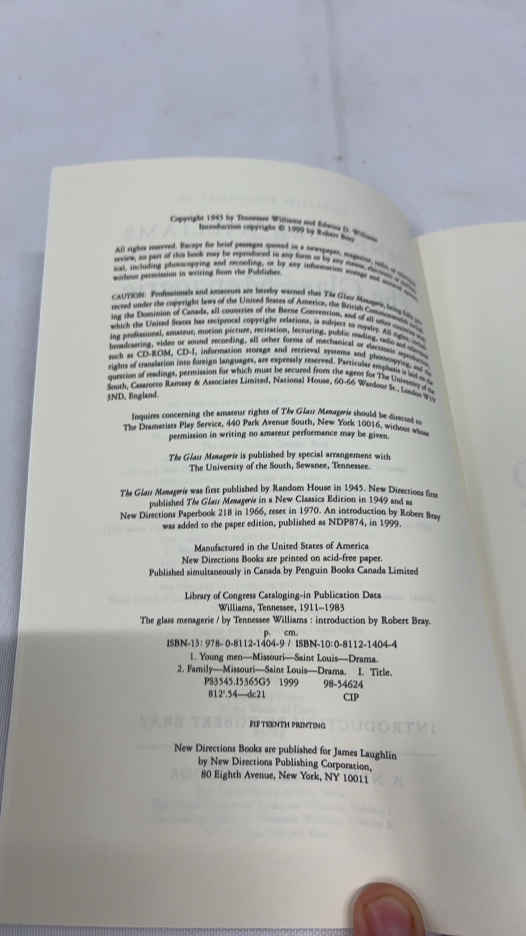 Copyright 1945 by Tennessee Williams and Edwina D. Williams
Introduction copyright © 1999 by Robert Bray
All rights reserved. Except for brief passages quoted in a newspaper, magazine, radio, or television
review, no part of this book may be reproduced in any form or by any means, electronic or
ical, including photocopying and recording, or by any information storage and retrieval
without permission in writing from the Publisher.
CAUTION: Professionals and amateurs are hereby warned that The Glass Menagerie, being fully
tected under the copyright laws of the United States of America, the British Commonwealth
ing the Dominion of Canada, all countries of the Berne Convention, and of all other countries
which the United States has reciprocal copyright relations, is subject to royalty. All rights,
ing professional, amateur, motion picture, recitation, lecturing, public reading, radio and
broadcasting, video or sound recording, all other forms of mechanical or electronic
such as CD-ROM, CD-I, information storage and retrieval systems and photocopying, and
rights of translation into foreign languages, are expressly reserved. Particular emphasis is laid on the
question of readings, permission for which must be secured from the agent for The University of the
South, Casarotto Ramsay & Associates Limited, National House, 60-66 Wardour St., London W1V
3ND, England.
Inquires concerning the amateur rights of The Glass Menagerie should be directed to
The Dramatists Play Service, 440 Park Avenue South, New York 10016, without whose
permission in writing no amateur performance may be given.
The Glass Menagerie is published by special arrangement with
The University of the South, Sewanee, Tennessee.
The Glass Menagerie was first published by Random House in 1945. New Directions first
published The Glass Menagerie in a New Classics Edition in 1949 and as
New Directions Paperbook 218 in 1966, reset in 1970. An introduction by Robert Bray
was added to the paper edition, published as NDP874, in 1999.
Manufactured in the United States of America
New Directions Books are printed on acid-free paper.
Published simultaneously in Canada by Penguin Books Canada Limited
Library of Congress Cataloging-in Publication Data
Williams, Tennessee, 1911–1983
The glass menagerie / by Tennessee Williams : introduction by Robert Bray.
p. cm.
ISBN-13: 978- 0-8112-1404-9 / ISBN-10: 0-8112-1404-4
1. Young men—Missouri—Saint Louis—Drama.
2. Family—Missouri—Saint Louis—Drama. I. Title.
PS3545.I5365G5 1999 98-54624
812'.54—dc21 CIP
FIFTEENTH PRINTING
New Directions Books are published for James Laughlin
by New Directions Publishing Corporation,
80 Eighth Avenue, New York, NY 10011